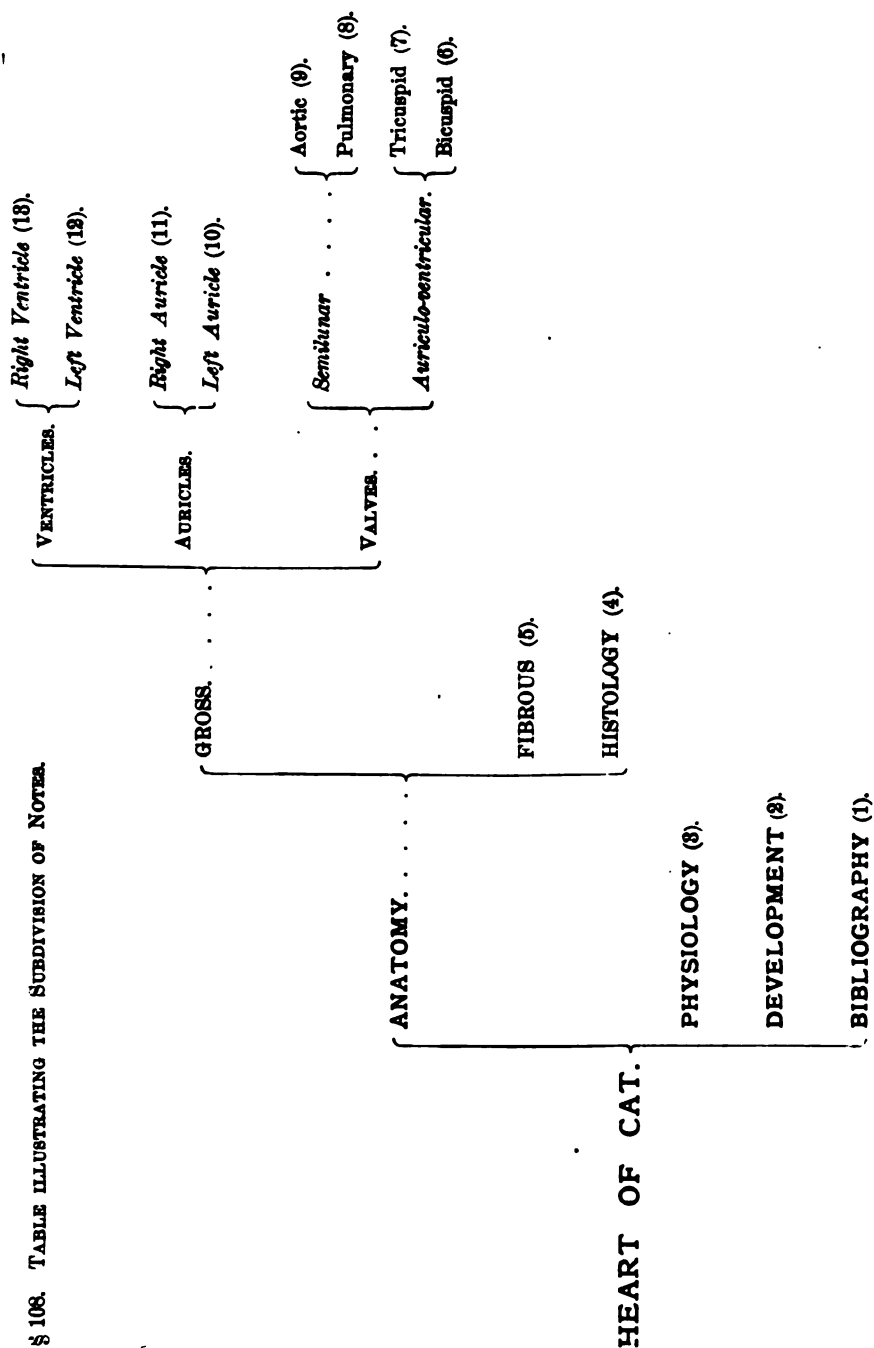 § 108. TABLE ILLUSTRATING THE SUBDIVISION OF NOTES.
HEART OF CAT.
ANATOMY. . . . . .
GROSS. . . . .
VENTRICLES.
Right Ventricle (13).
Left Ventricle (12).
AURICLES.
Right Auricle (11).
Left Auricle (10).
VALVES. . .
Semilunar . . . . .
Aortic (9).
Pulmonary (8).
Auriculo-ventricular.
Tricuspid (7).
Bicuspid (6).
FIBROUS (5).
HISTOLOGY (4).
PHYSIOLOGY (3).
DEVELOPMENT (2).
BIBLIOGRAPHY (1).